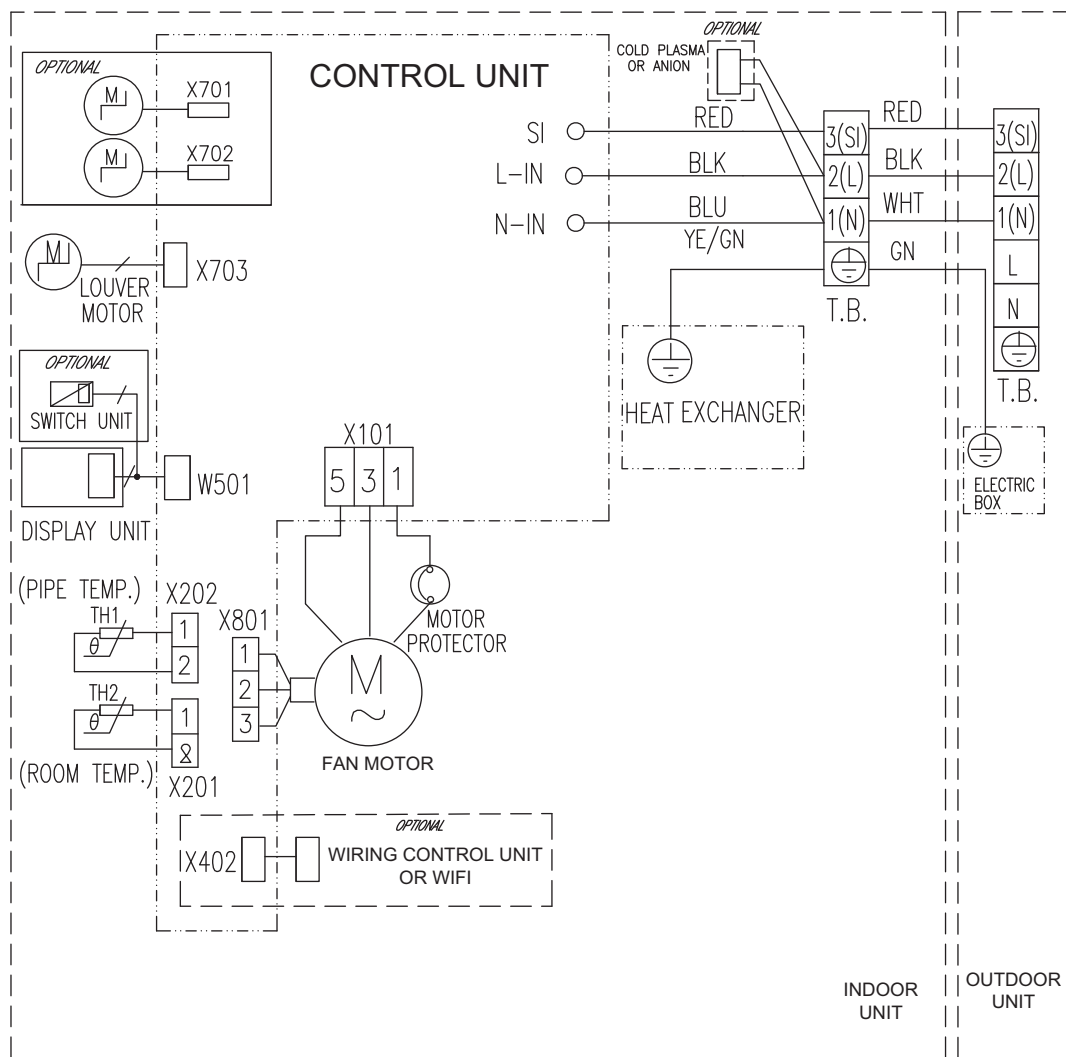 OPTIONAL
M
X701
M
X702
CONTROL UNIT
OPTIONAL
COLD PLASMA
OR ANION
SI
RED
3(SI)
RED
3(SI)
L-IN
BLK
2(L)
BLK
2(L)
N-IN
BLU
1(N)
WHT
1(N)
YE/GN
GN
L
N
T.B.
T.B.
M
X703
LOUVER
MOTOR
OPTIONAL
SWITCH UNIT
W501
DISPLAY UNIT
HEAT EXCHANGER
ELECTRIC
BOX
X101
5 3 1
MOTOR
PROTECTOR
(PIPE TEMP.)
TH1
θ
X202
1
2
X801
1
2
3
M
~
FAN MOTOR
TH2
θ
1
(ROOM TEMP.)
X201
OPTIONAL
X402
WIRING CONTROL UNIT
OR WIFI
INDOOR
UNIT
OUTDOOR
UNIT